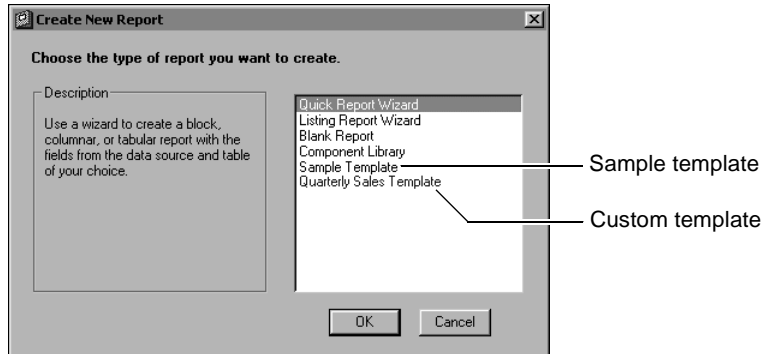 Create New Report
Choose the type of report you want to create.
Description
Use a wizard to create a block,
columnar, or tabular report with the
fields from the data source and table
of your choice.
Quick Report Wizard
Listing Report Wizard
Blank Report
Component Library
Sample Template
Quarterly Sales Template
Sample template
Custom template
OK
Cancel